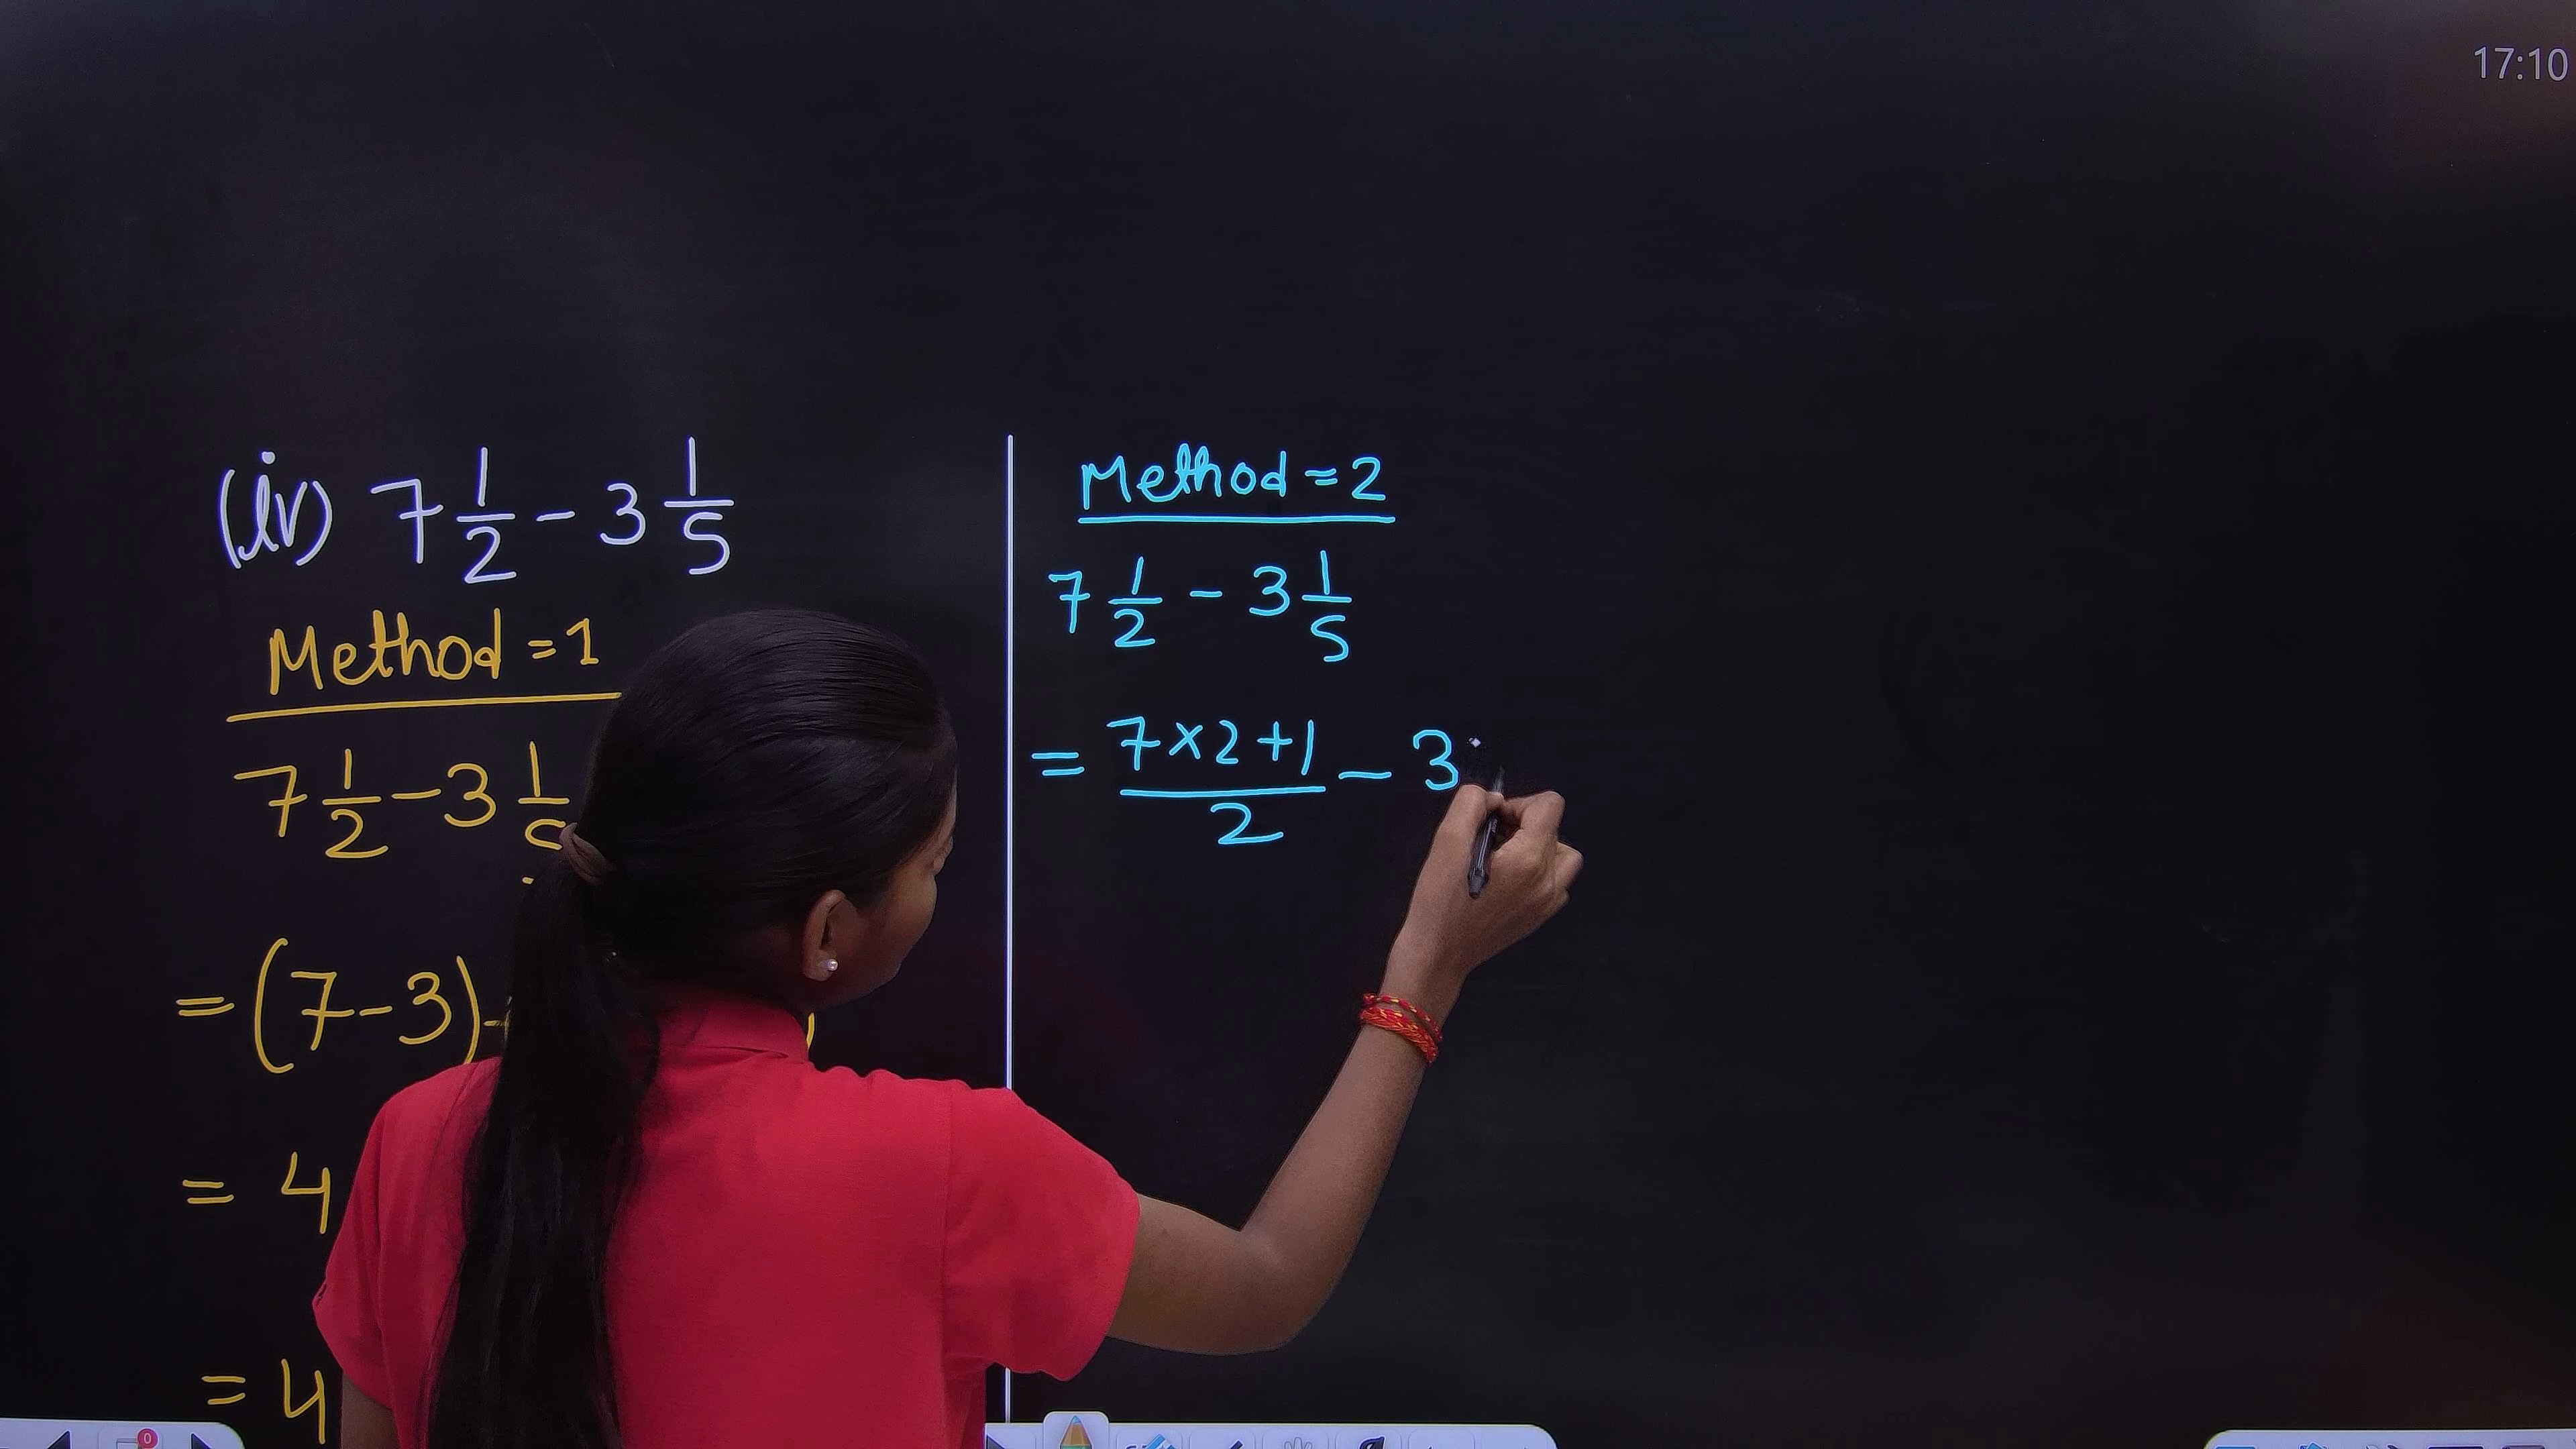 17:10
(iv) 7 1/2 - 3 1/5
Method = 1
7 1/2 - 3 1/5
= (7-3)
= 4
= 4
Method = 2
7 1/2 - 3 1/5
= (7×2+1)/2 - 3